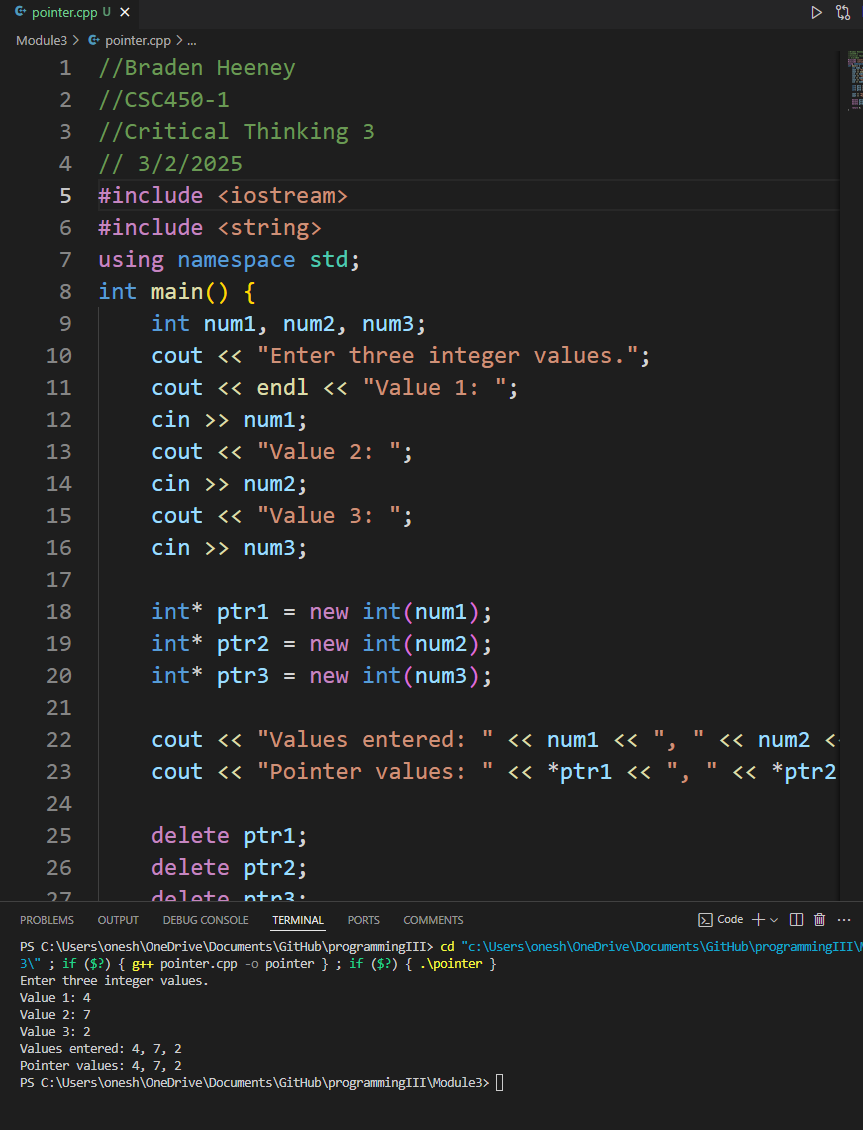 pointer.cpp U
Module3 > pointer.cpp > ...
1 //Braden Heeney
2 //CSC450-1
3 //Critical Thinking 3
4 // 3/2/2025
5 #include <iostream>
6 #include <string>
7 using namespace std;
8 int main() {
9     int num1, num2, num3;
10     cout << "Enter three integer values.";
11     cout << endl << "Value 1: ";
12     cin >> num1;
13     cout << "Value 2: ";
14     cin >> num2;
15     cout << "Value 3: ";
16     cin >> num3;
17
18     int* ptr1 = new int(num1);
19     int* ptr2 = new int(num2);
20     int* ptr3 = new int(num3);
21
22     cout << "Values entered: " << num1 << ", " << num2 <<
23     cout << "Pointer values: " << *ptr1 << ", " << *ptr2
24
25     delete ptr1;
26     delete ptr2;
27     delete ptr3;
PROBLEMS OUTPUT DEBUG CONSOLE TERMINAL PORTS COMMENTS Code
PS C:\Users\onesh\OneDrive\Documents\GitHub\programmingIII> cd "c:\Users\onesh\OneDrive\Documents\GitHub\programmingIII\M
3\" ; if ($?) { g++ pointer.cpp -o pointer } ; if ($?) { .\pointer }
Enter three integer values.
Value 1: 4
Value 2: 7
Value 3: 2
Values entered: 4, 7, 2
Pointer values: 4, 7, 2
PS C:\Users\onesh\OneDrive\Documents\GitHub\programmingIII\Module3>